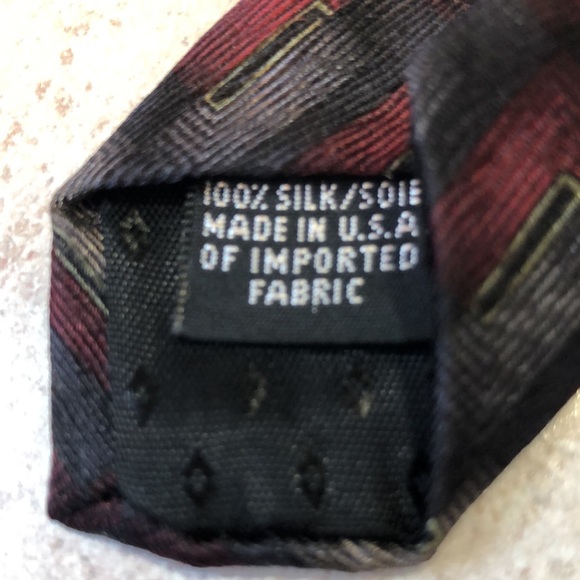 100% SILK/SOIE
MADE IN U.S.A
OF IMPORTED
FABRIC